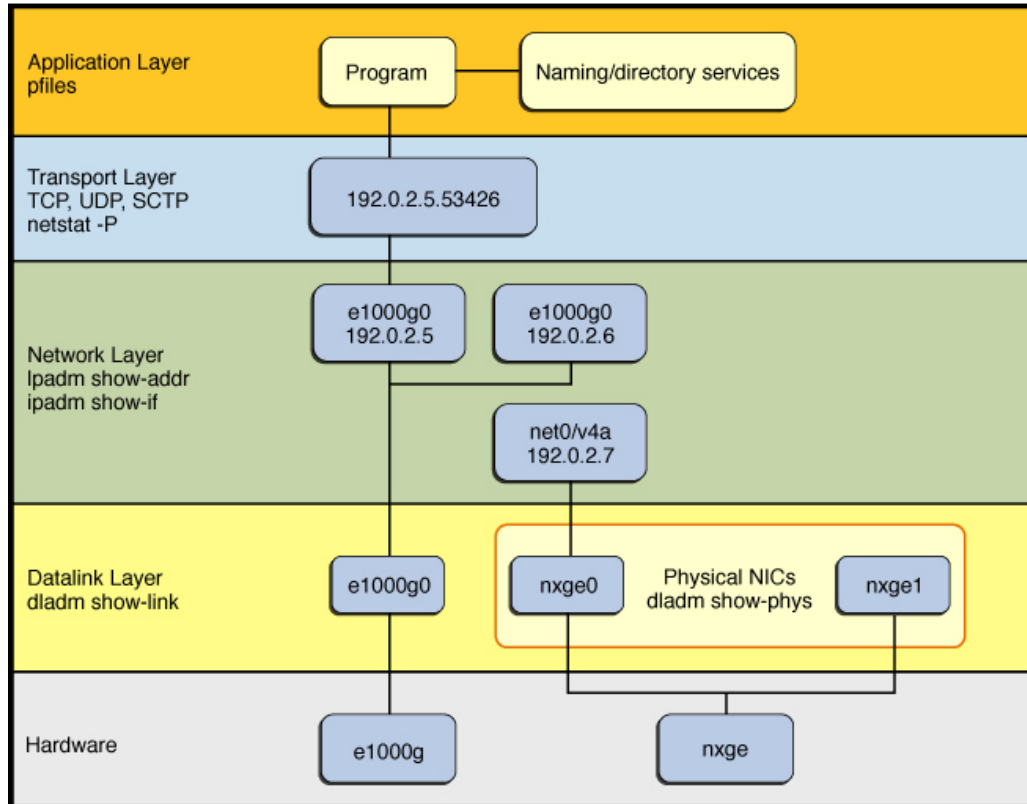 Application Layer
pfiles
Program
Naming/directory services
Transport Layer
TCP, UDP, SCTP
netstat -P
192.0.2.5.53426
Network Layer
lpadm show-addr
ipadm show-if
e1000g0
192.0.2.5
e1000g0
192.0.2.6
net0/v4a
192.0.2.7
Datalink Layer
dladm show-link
e1000g0
nxge0
Physical NICs
dladm show-phys
nxge1
Hardware
e1000g
nxge